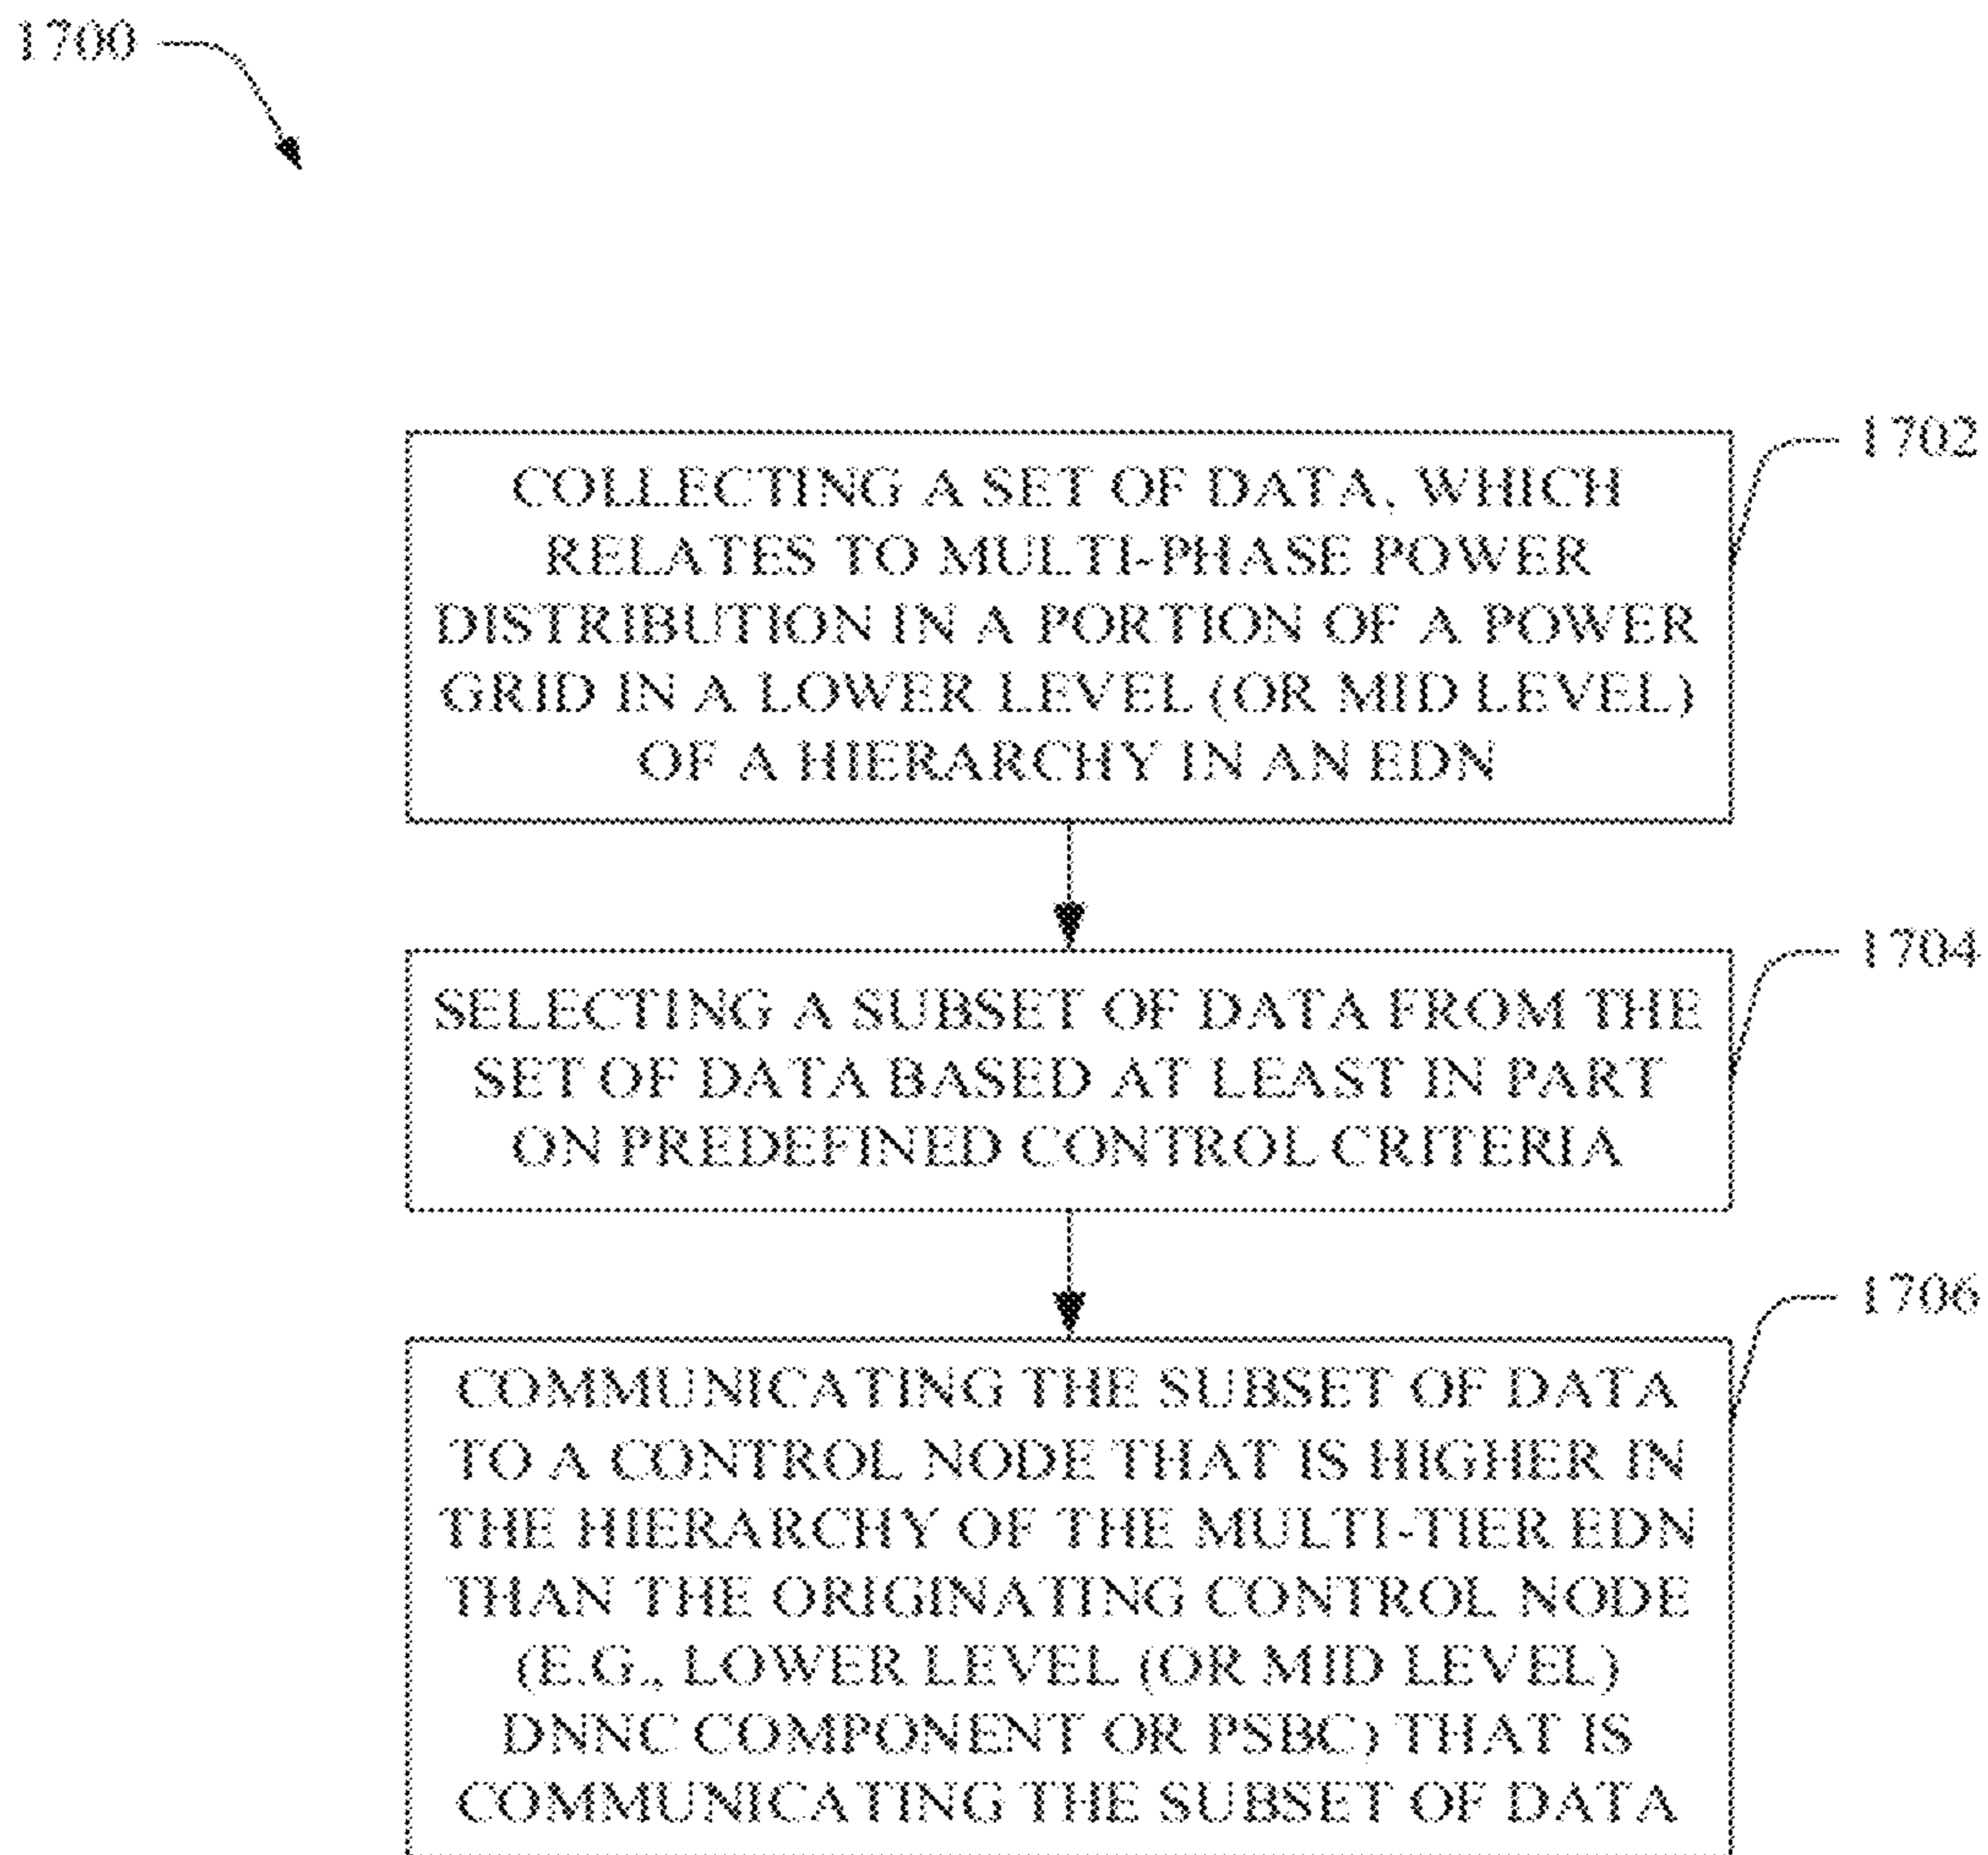 1700
1702
COLLECTING A SET OF DATA, WHICH
RELATES TO MULTI-PHASE POWER
DISTRIBUTION IN A PORTION OF A POWER
GRID IN A LOWER LEVEL (OR MID LEVEL)
OF A HIERARCHY IN AN EDN
1704
SELECTING A SUBSET OF DATA FROM THE
SET OF DATA BASED AT LEAST IN PART
ON PREDEFINED CONTROL CRITERIA
1706
COMMUNICATING THE SUBSET OF DATA
TO A CONTROL NODE THAT IS HIGHER IN
THE HIERARCHY OF THE MULTI-TIER EDN
THAN THE ORIGINATING CONTROL NODE
(E.G., LOWER LEVEL (OR MID LEVEL)
DNNC COMPONENT OR PSBC) THAT IS
COMMUNICATING THE SUBSET OF DATA